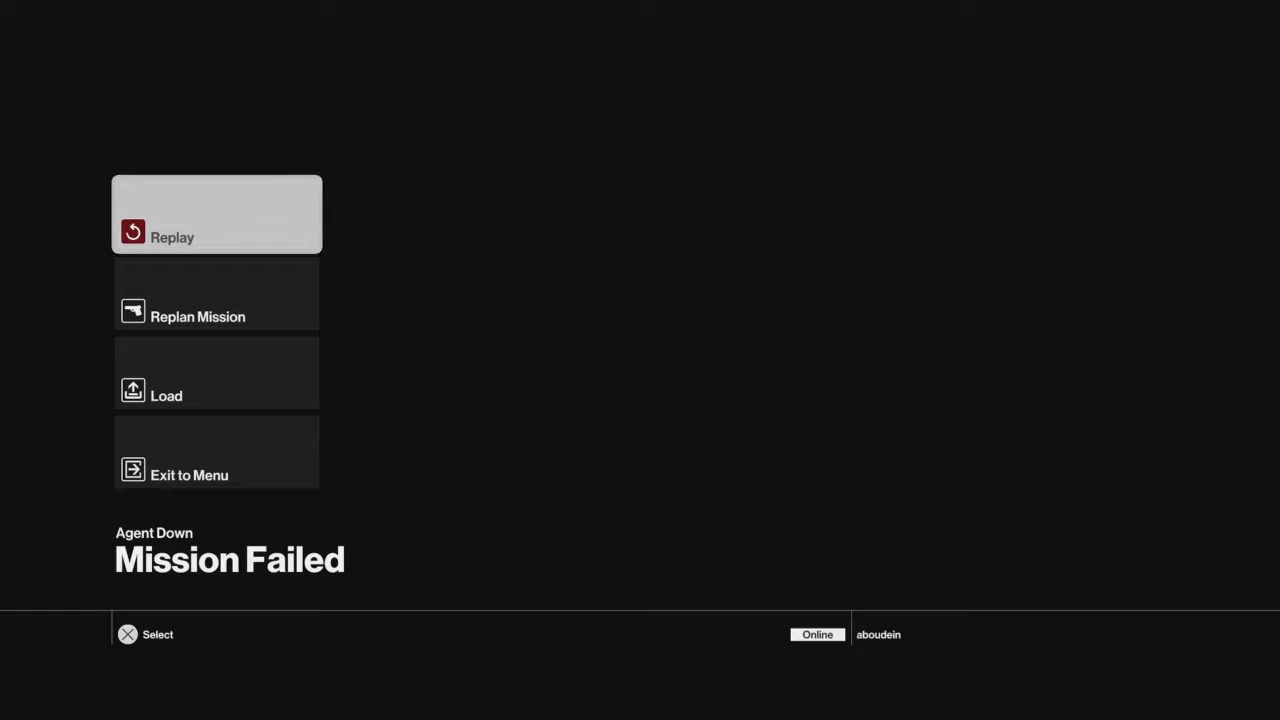 Replay
Replan Mission
Load
Exit to Menu
Agent Down
Mission Failed
Select
Online
aboudein